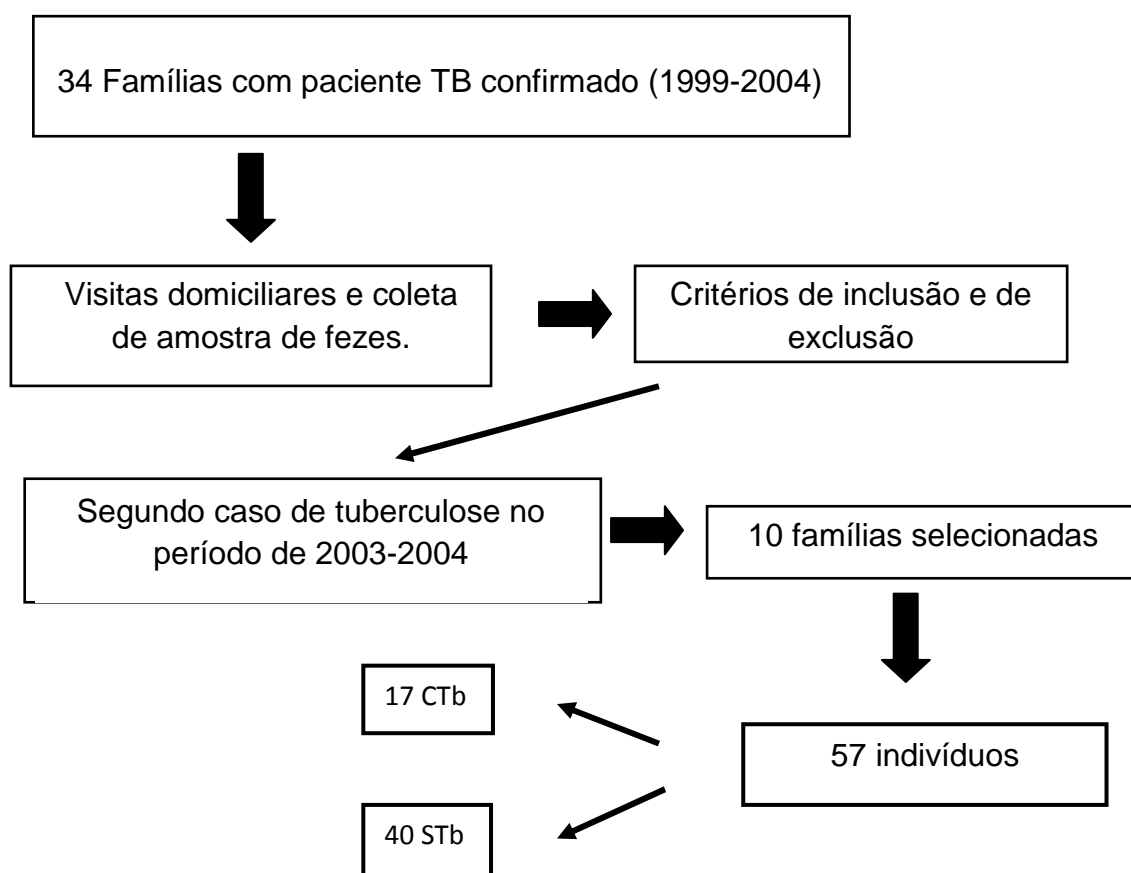 34 Famílias com paciente TB confirmado (1999-2004)
Visitas domiciliares e coleta
de amostra de fezes.
Critérios de inclusão e de
exclusão
Segundo caso de tuberculose no
período de 2003-2004
10 famílias selecionadas
17 CTb
57 indivíduos
40 STb